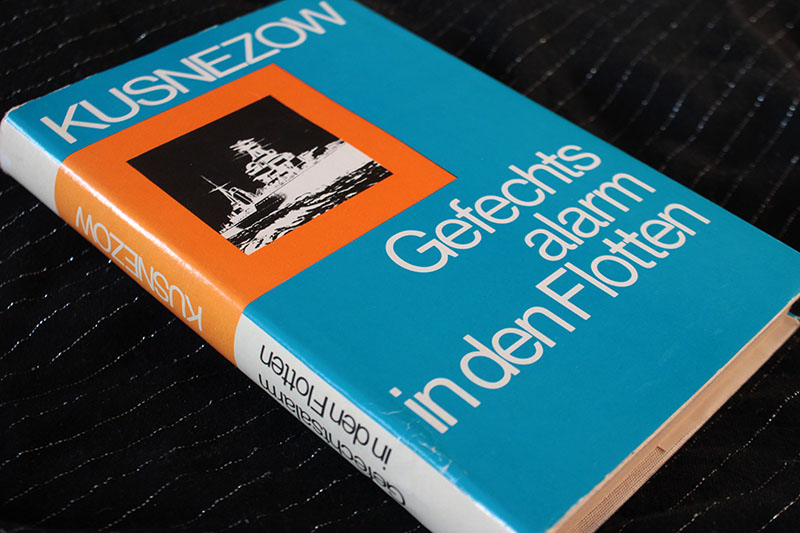 KUSNEZOW
Gefechts
alarm
in den Flotten
KUSNEZOW
Gefechtsalarm
in den Flotten